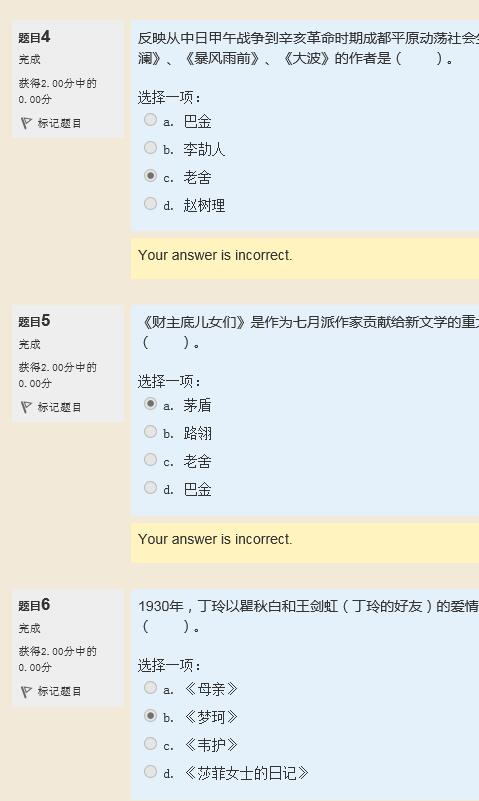 题目4
完成
获得2.00分中的
0.00分
标记题目
反映从中日甲午战争到辛亥革命时期成都平原动荡社会
澜》、《暴风雨前》、《大波》的作者是（  ）。
选择一项：
a. 巴金
b. 李劼人
c. 老舍
d. 赵树理
Your answer is incorrect.
题目5
完成
获得2.00分中的
0.00分
标记题目
《财主底儿女们》是作为七月派作家贡献给新文学的重
（  ）。
选择一项：
a. 茅盾
b. 路翎
c. 老舍
d. 巴金
Your answer is incorrect.
题目6
完成
获得2.00分中的
0.00分
标记题目
1930年，丁玲以瞿秋白和王剑虹（丁玲的好友）的爱情
（  ）。
选择一项：
a. 《母亲》
b. 《梦珂》
c. 《韦护》
d. 《莎菲女士的日记》